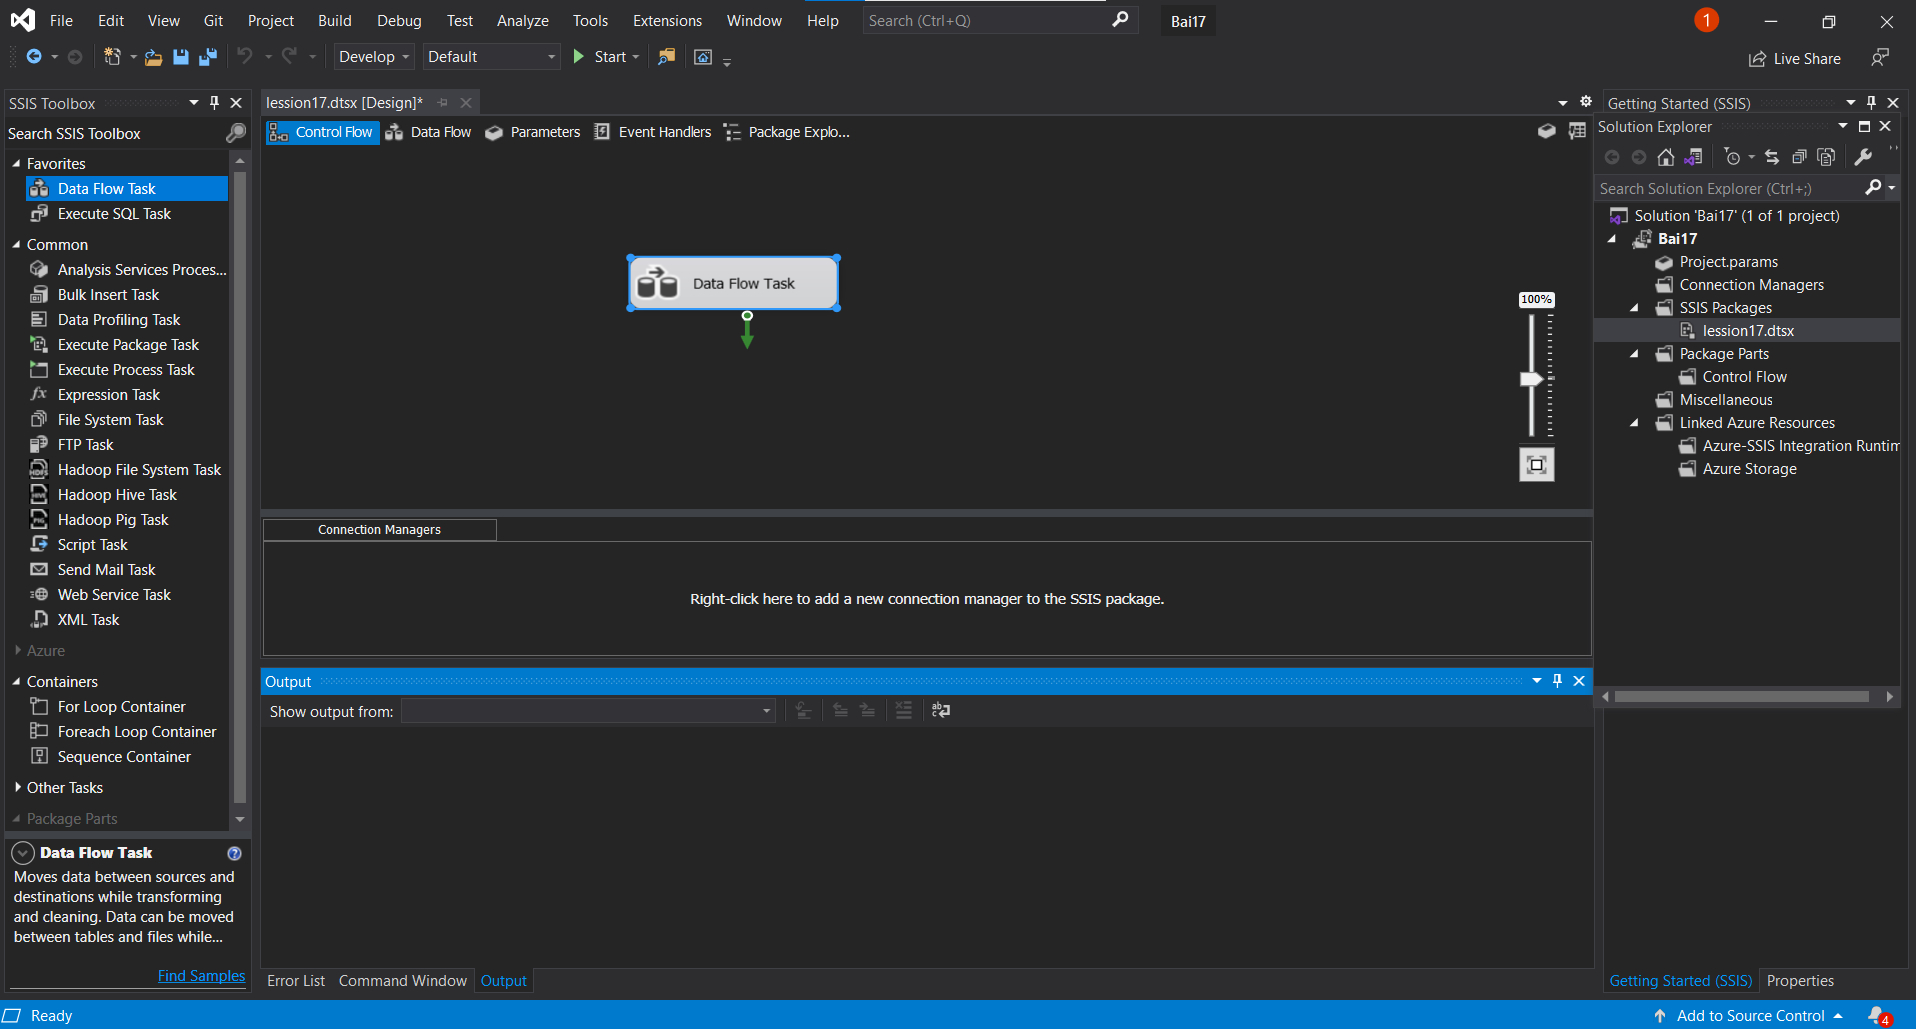 File Edit View Git Project Build Debug Test Analyze Tools Extensions Window Help Search (Ctrl+Q) Bai17 1
Develop Default Start Live Share
SSIS Toolbox
Search SSIS Toolbox
Favorites
Data Flow Task
Execute SQL Task
Common
Analysis Services Proces...
Bulk Insert Task
Data Profiling Task
Execute Package Task
Execute Process Task
Expression Task
File System Task
FTP Task
Hadoop File System Task
Hadoop Hive Task
Hadoop Pig Task
Script Task
Send Mail Task
Web Service Task
XML Task
Azure
Containers
For Loop Container
Foreach Loop Container
Sequence Container
Other Tasks
Package Parts
Data Flow Task
Moves data between sources and
destinations while transforming
and cleaning. Data can be moved
between tables and files while...
Find Samples
lession17.dtsx [Design]*
Control Flow Data Flow Parameters Event Handlers Package Explo...
Data Flow Task
100%
Connection Managers
Right-click here to add a new connection manager to the SSIS package.
Output
Show output from:
Error List Command Window Output
Getting Started (SSIS)
Solution Explorer
Search Solution Explorer (Ctrl+;)
Solution 'Bai17' (1 of 1 project)
Bai17
Project.params
Connection Managers
SSIS Packages
lession17.dtsx
Package Parts
Control Flow
Miscellaneous
Linked Azure Resources
Azure-SSIS Integration Runtim
Azure Storage
Getting Started (SSIS) Properties
Ready Add to Source Control 4